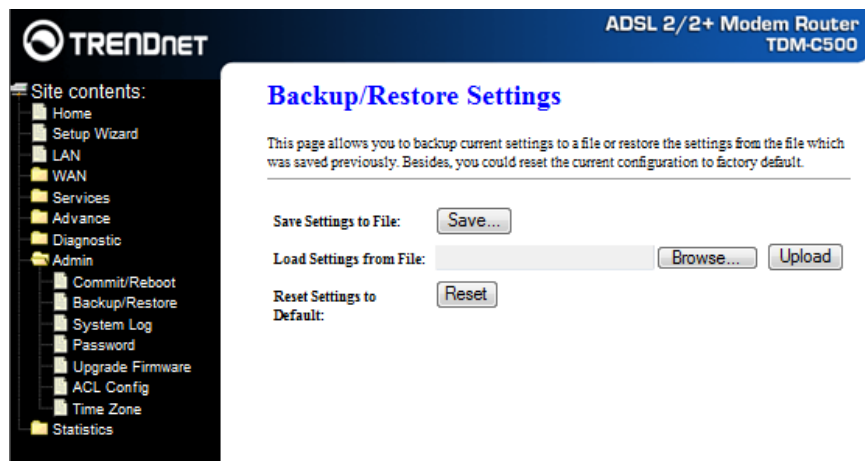 TRENDNET
ADSL 2/2+ Modem Router
TDM-C500
Site contents:
Home
Setup Wizard
LAN
WAN
Services
Advance
Diagnostic
Admin
Commit/Reboot
Backup/Restore
System Log
Password
Upgrade Firmware
ACL Config
Time Zone
Statistics
Backup/Restore Settings
This page allows you to backup current settings to a file or restore the settings from the file which
was saved previously. Besides, you could reset the current configuration to factory default.
Save Settings to File: Save...
Load Settings from File: Browse... Upload
Reset Settings to Reset
Default: